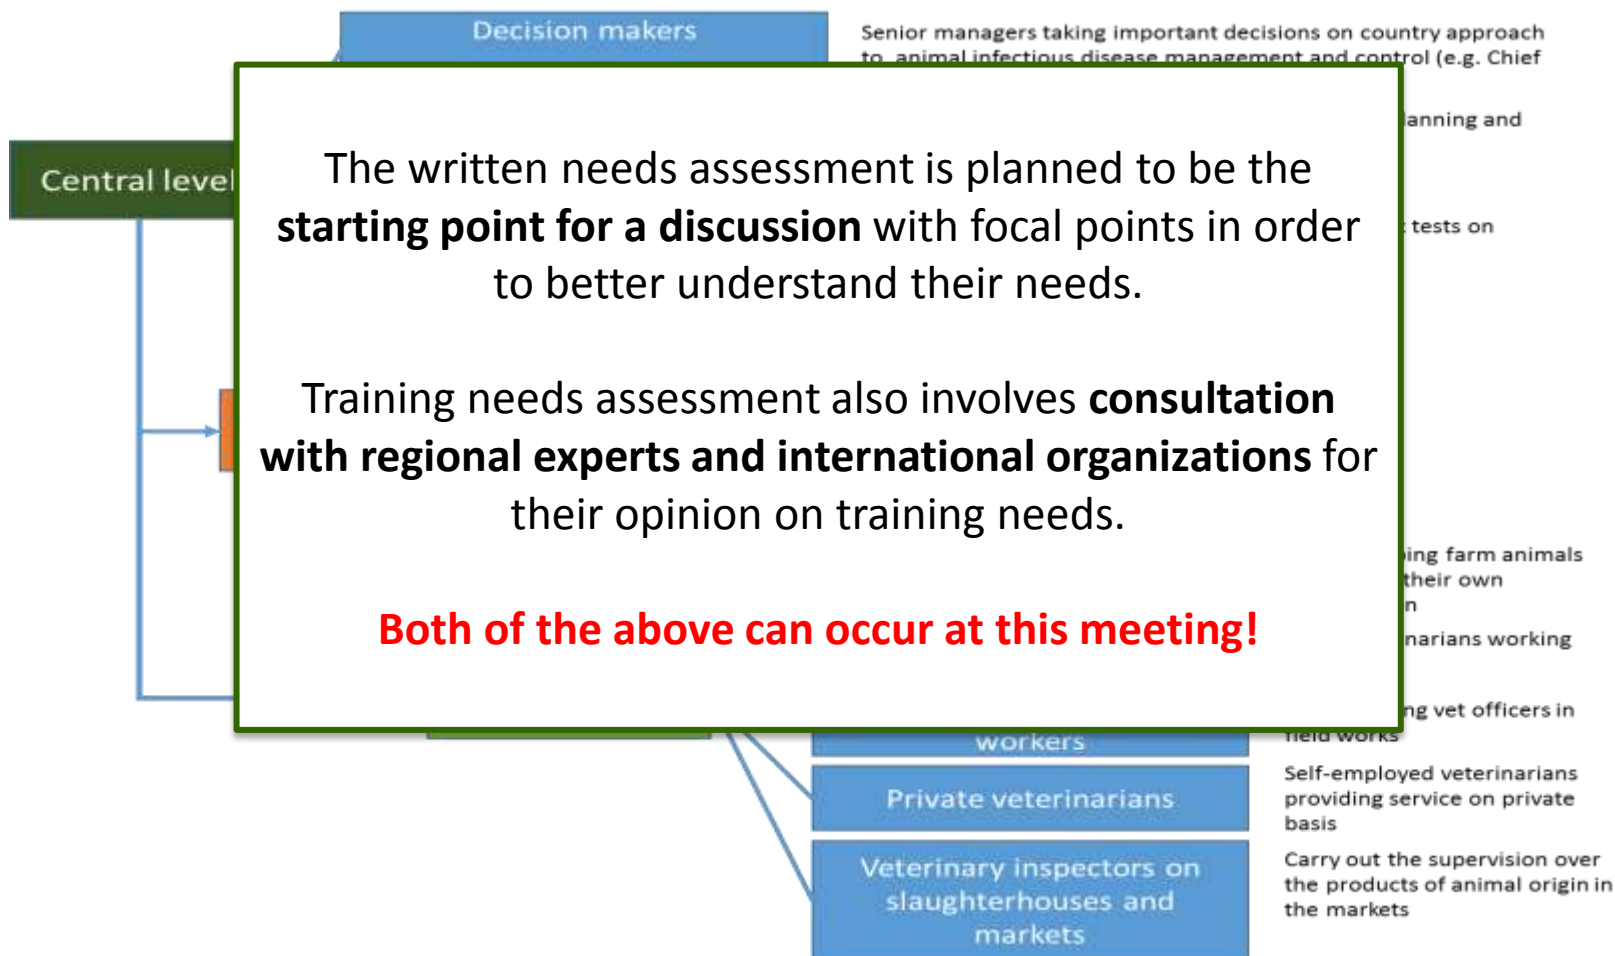 Decision makers
Senior managers taking important decisions on country approach
to animal infectious disease management and control (e.g. Chief
lanning and
Central level
tests on
The written needs assessment is planned to be the
starting point for a discussion with focal points in order
to better understand their needs.
Training needs assessment also involves consultation
with regional experts and international organizations for
their opinion on training needs.
Both of the above can occur at this meeting!
ing farm animals
their own
n
narians working
ng vet officers in
field works
workers
Private veterinarians
Self-employed veterinarians
providing service on private
basis
Veterinary inspectors on
slaughterhouses and
markets
Carry out the supervision over
the products of animal origin in
the markets